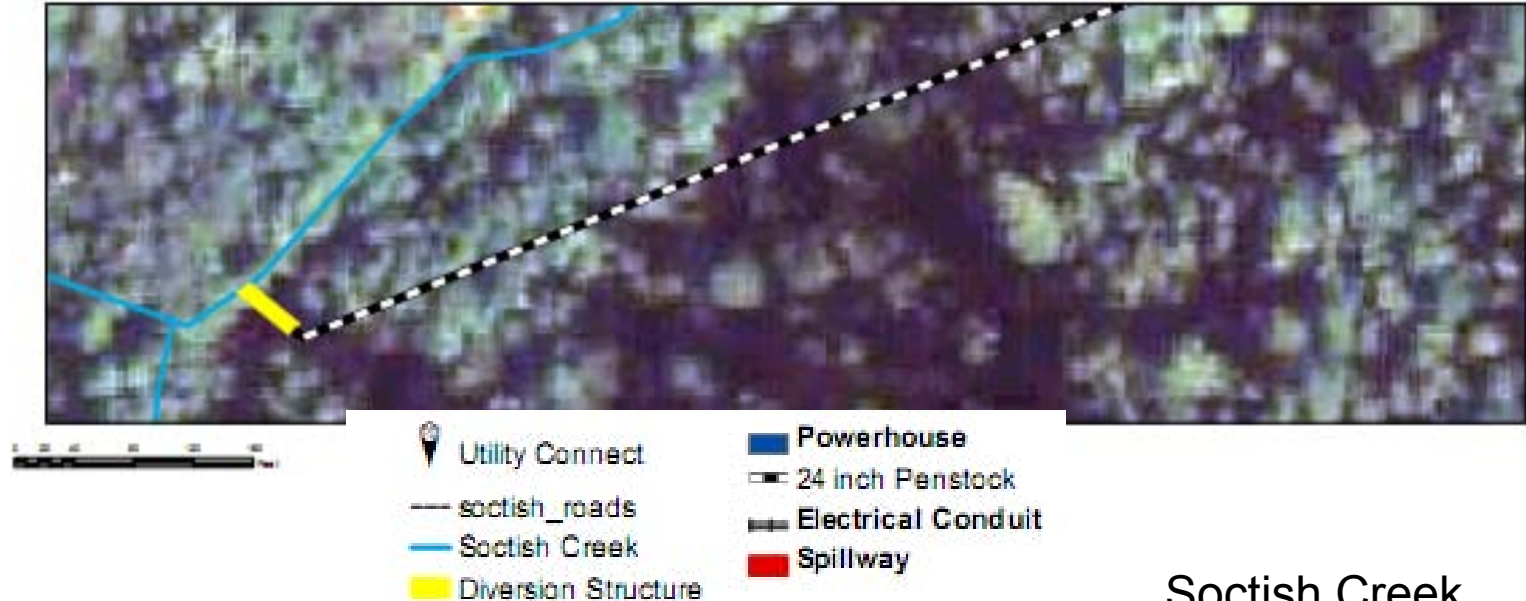 Utility Connect
soctish_roads
Soctish Creek
Diversion Structure
Powerhouse
24 inch Penstock
Electrical Conduit
Spillway
Soctish Creek